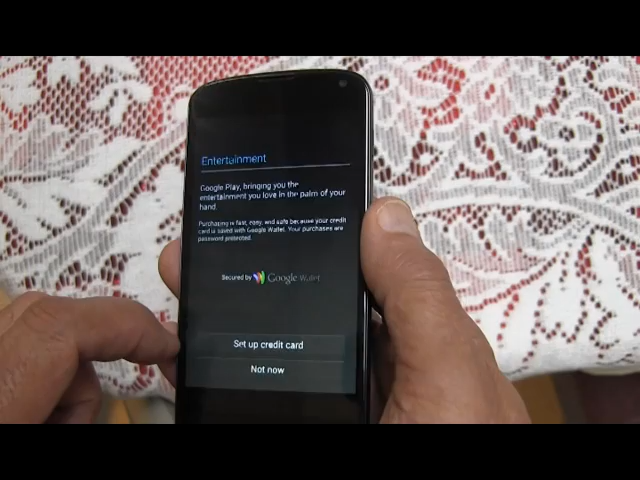 Entertainment
Google Play, bringing you the
entertainment you love in the palm of your
hand.
Purchasing is fast, easy, and safe because your credit
card is saved with Google Wallet. Your purchases are
password protected.
Secured by Google Wallet
Set up credit card
Not now